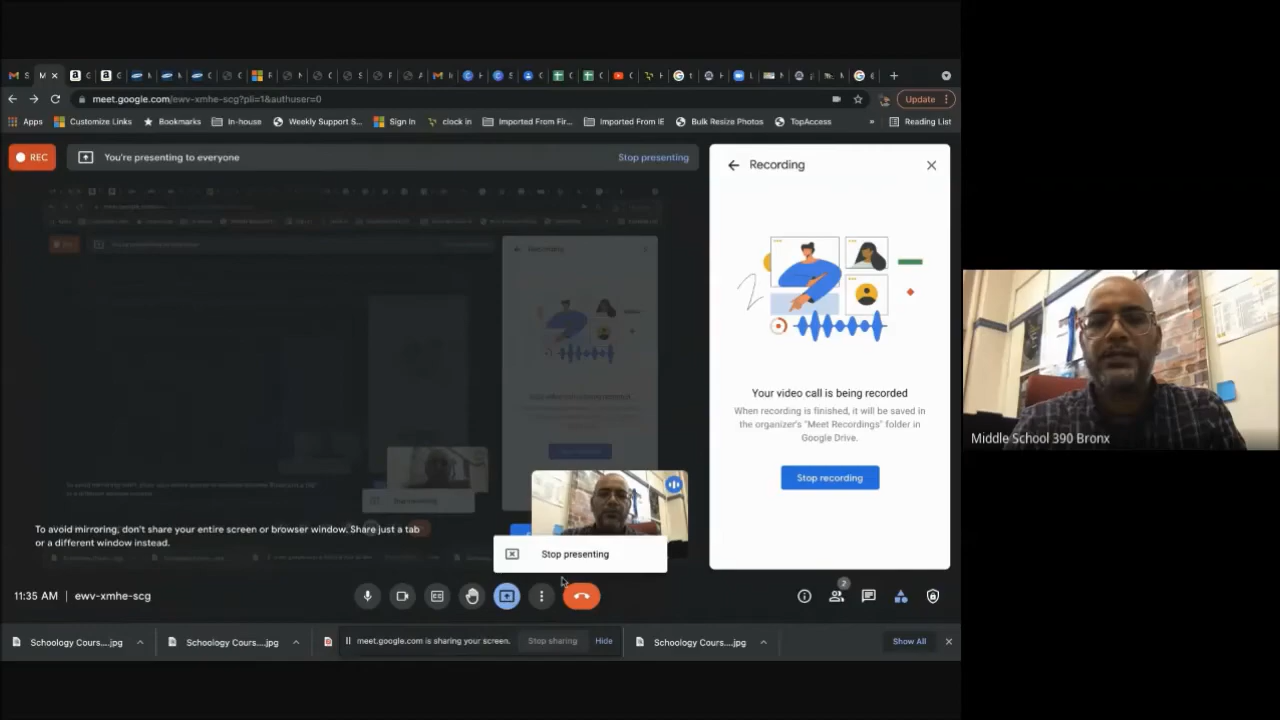 meet.google.com/ewv-xmhe-scg?pli=1&authuser=0
Update
Apps
Customize Links
Bookmarks
In-house
Weekly Support S...
Sign In
clock in
Imported From Fir...
Imported From IE
Bulk Resize Photos
TopAccess
»
Reading List
REC
You're presenting to everyone
Stop presenting
Recording
Your video call is being recorded
When recording is finished, it will be saved in
the organizer's "Meet Recordings" folder in
Google Drive.
Stop recording
Middle School 390 Bronx
To avoid mirroring, don't share your entire screen or browser window. Share just a tab
or a different window instead.
Stop presenting
11:35 AM | ewv-xmhe-scg
2
Schoology Cours....jpg
Schoology Cours....jpg
meet.google.com is sharing your screen.
Stop sharing
Hide
Schoology Cours....jpg
Show All